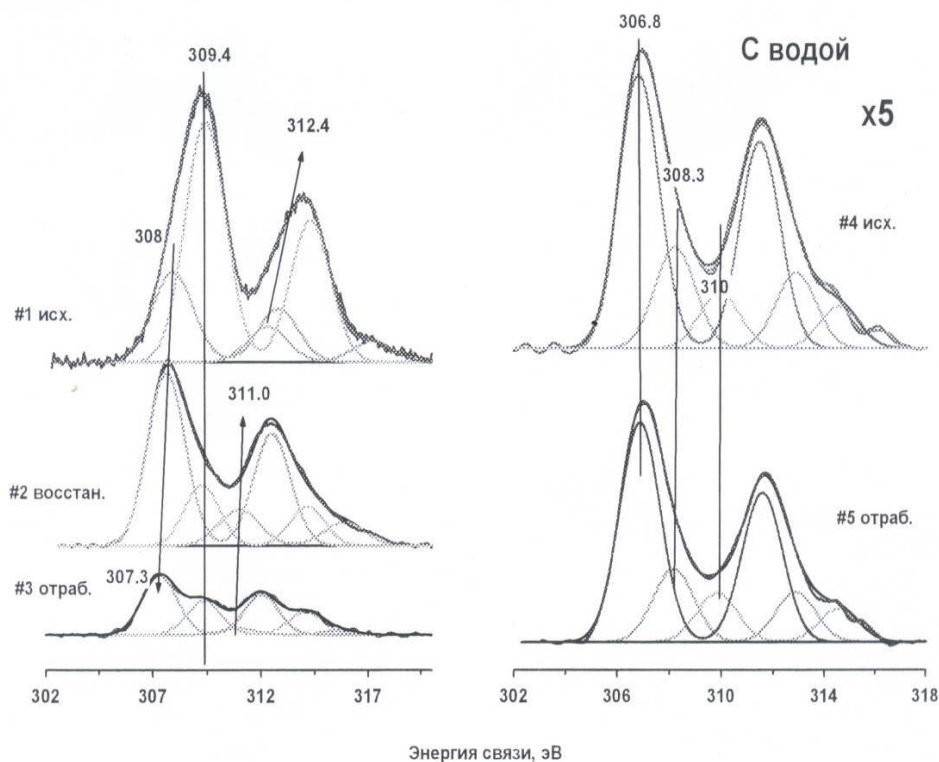 309.4
312.4
308
#1 исх.
311.0
#2 восстан.
307.3
#3 отраб.
302 307 312 317
306.8
С водой
x5
308.3
#4 исх.
310
#5 отраб.
302 306 310 314 318
Энергия связи, эВ